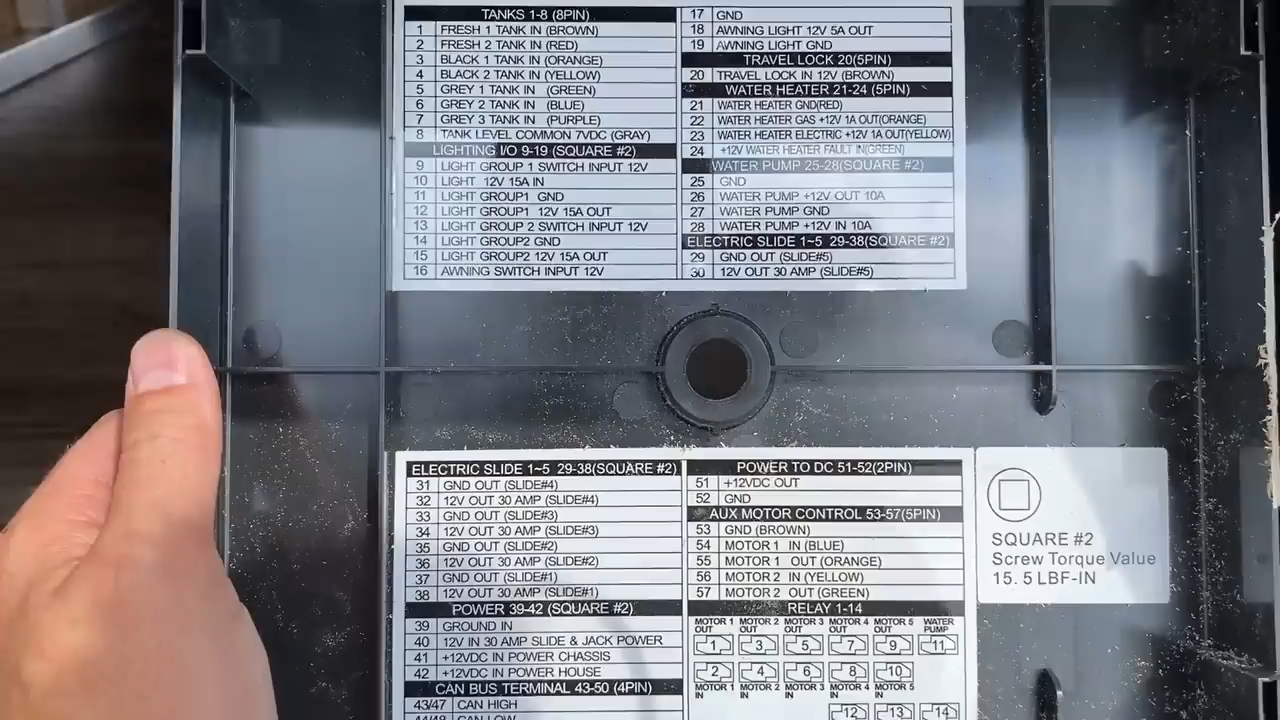 TANKS 1-8 (8PIN)
1 FRESH 1 TANK IN (BROWN)
2 FRESH 2 TANK IN (RED)
3 BLACK 1 TANK IN (ORANGE)
4 BLACK 2 TANK IN (YELLOW)
5 GREY 1 TANK IN (GREEN)
6 GREY 2 TANK IN (BLUE)
7 GREY 3 TANK IN (PURPLE)
8 TANK LEVEL COMMON 7VDC (GRAY)
LIGHTING I/O 9-19 (SQUARE #2)
9 LIGHT GROUP 1 SWITCH INPUT 12V
10 LIGHT 12V 15A IN
11 LIGHT GROUP1 GND
12 LIGHT GROUP1 12V 15A OUT
13 LIGHT GROUP 2 SWITCH INPUT 12V
14 LIGHT GROUP2 GND
15 LIGHT GROUP2 12V 15A OUT
16 AWNING SWITCH INPUT 12V
17 GND
18 AWNING LIGHT 12V 5A OUT
19 AWNING LIGHT GND
TRAVEL LOCK 20(5PIN)
20 TRAVEL LOCK IN 12V (BROWN)
WATER HEATER 21-24 (5PIN)
21 WATER HEATER GND(RED)
22 WATER HEATER GAS +12V 1A OUT(ORANGE)
23 WATER HEATER ELECTRIC +12V 1A OUT(YELLOW)
24 +12V WATER HEATER FAULT IN(GREEN)
WATER PUMP 25-28(SQUARE #2)
25 GND
26 WATER PUMP +12V OUT 10A
27 WATER PUMP GND
28 WATER PUMP +12V IN 10A
ELECTRIC SLIDE 1~5 29-38(SQUARE #2)
29 GND OUT (SLIDE#5)
30 12V OUT 30 AMP (SLIDE#5)
ELECTRIC SLIDE 1~5 29-38(SQUARE #2)
31 GND OUT (SLIDE#4)
32 12V OUT 30 AMP (SLIDE#4)
33 GND OUT (SLIDE#3)
34 12V OUT 30 AMP (SLIDE#3)
35 GND OUT (SLIDE#2)
36 12V OUT 30 AMP (SLIDE#2)
37 GND OUT (SLIDE#1)
38 12V OUT 30 AMP (SLIDE#1)
POWER 39-42 (SQUARE #2)
39 GROUND IN
40 12V IN 30 AMP SLIDE & JACK POWER
41 +12VDC IN POWER CHASSIS
42 +12VDC IN POWER HOUSE
CAN BUS TERMINAL 43-50 (4PIN)
43/47 CAN HIGH
44/48 CAN LOW
POWER TO DC 51-52(2PIN)
51 +12VDC OUT
52 GND
AUX MOTOR CONTROL 53-57(5PIN)
53 GND (BROWN)
54 MOTOR 1 IN (BLUE)
55 MOTOR 1 OUT (ORANGE)
56 MOTOR 2 IN (YELLOW)
57 MOTOR 2 OUT (GREEN)
RELAY 1-14
MOTOR 1 OUT MOTOR 2 OUT MOTOR 3 OUT MOTOR 4 OUT MOTOR 5 OUT WATER PUMP
1 3 5 7 9 11
2 4 6 8 10
MOTOR 1 IN MOTOR 2 IN MOTOR 3 IN MOTOR 4 IN MOTOR 5 IN
12 13 14
SQUARE #2
Screw Torque Value
15.5 LBF-IN